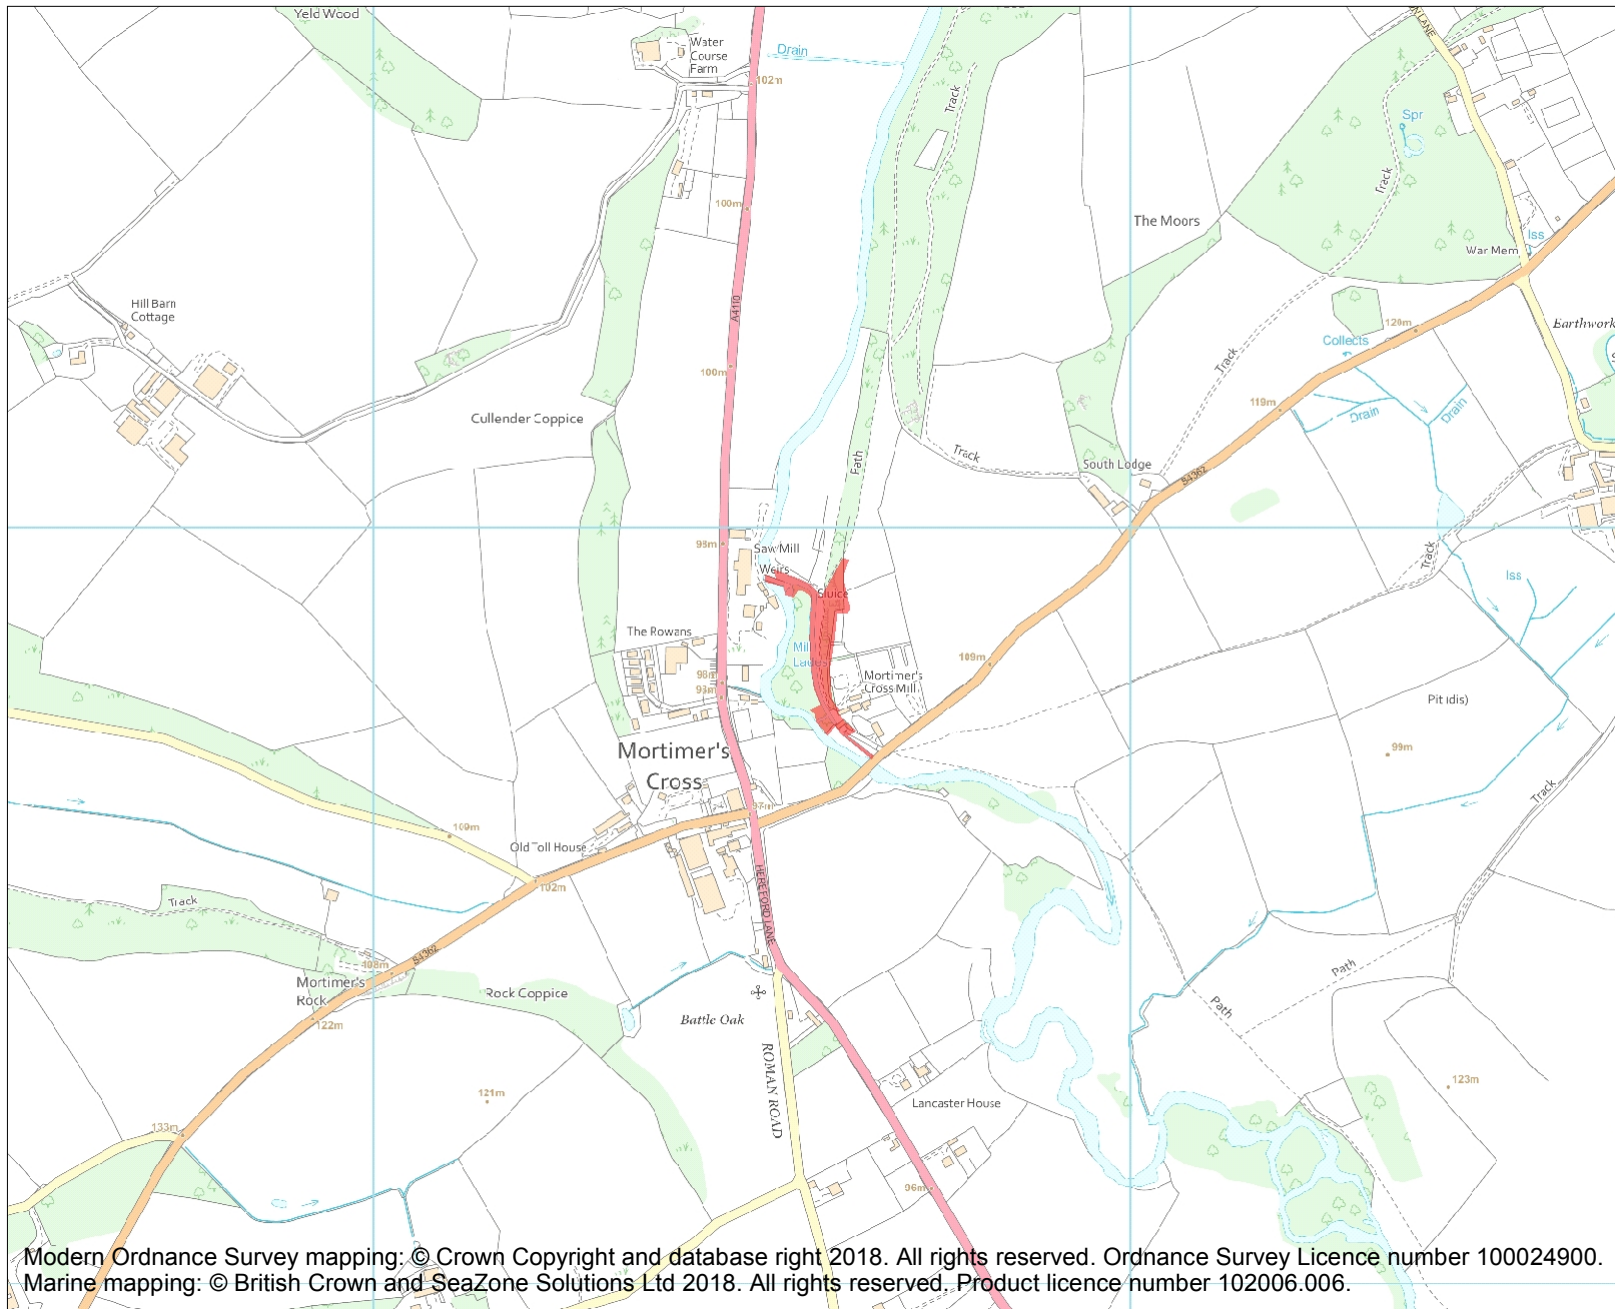 Yeld Wood
Water
Course
Farm
Drain
102m
Track
LANE
Spr
Track
100m
The Moors
Iss
War Mem
Hill Barn
Cottage
A4110
120m
Earthwork
Collects
Track
100m
119m
Drain
Drain
Cullender Coppice
Path
Track
South Lodge
B4362
98m
Saw Mill
Weirs
Sluice
Track
Iss
The Rowans
Mill
Lades
109m
98m
93m
Mortimer's
Cross Mill
Pit (dis)
Mortimer's
Cross
99m
Track
97m
109m
Old Toll House
102m
HEREFORD LANE
Track
B4362
108m
Mortimer's
Rock
Rock Coppice
Path
Path
122m
Battle Oak
ROMAN ROAD
121m
123m
Lancaster House
133m
96m
Modern Ordnance Survey mapping: © Crown Copyright and database right 2018. All rights reserved. Ordnance Survey Licence number 100024900.
Marine mapping: © British Crown and SeaZone Solutions Ltd 2018. All rights reserved. Product licence number 102006.006.